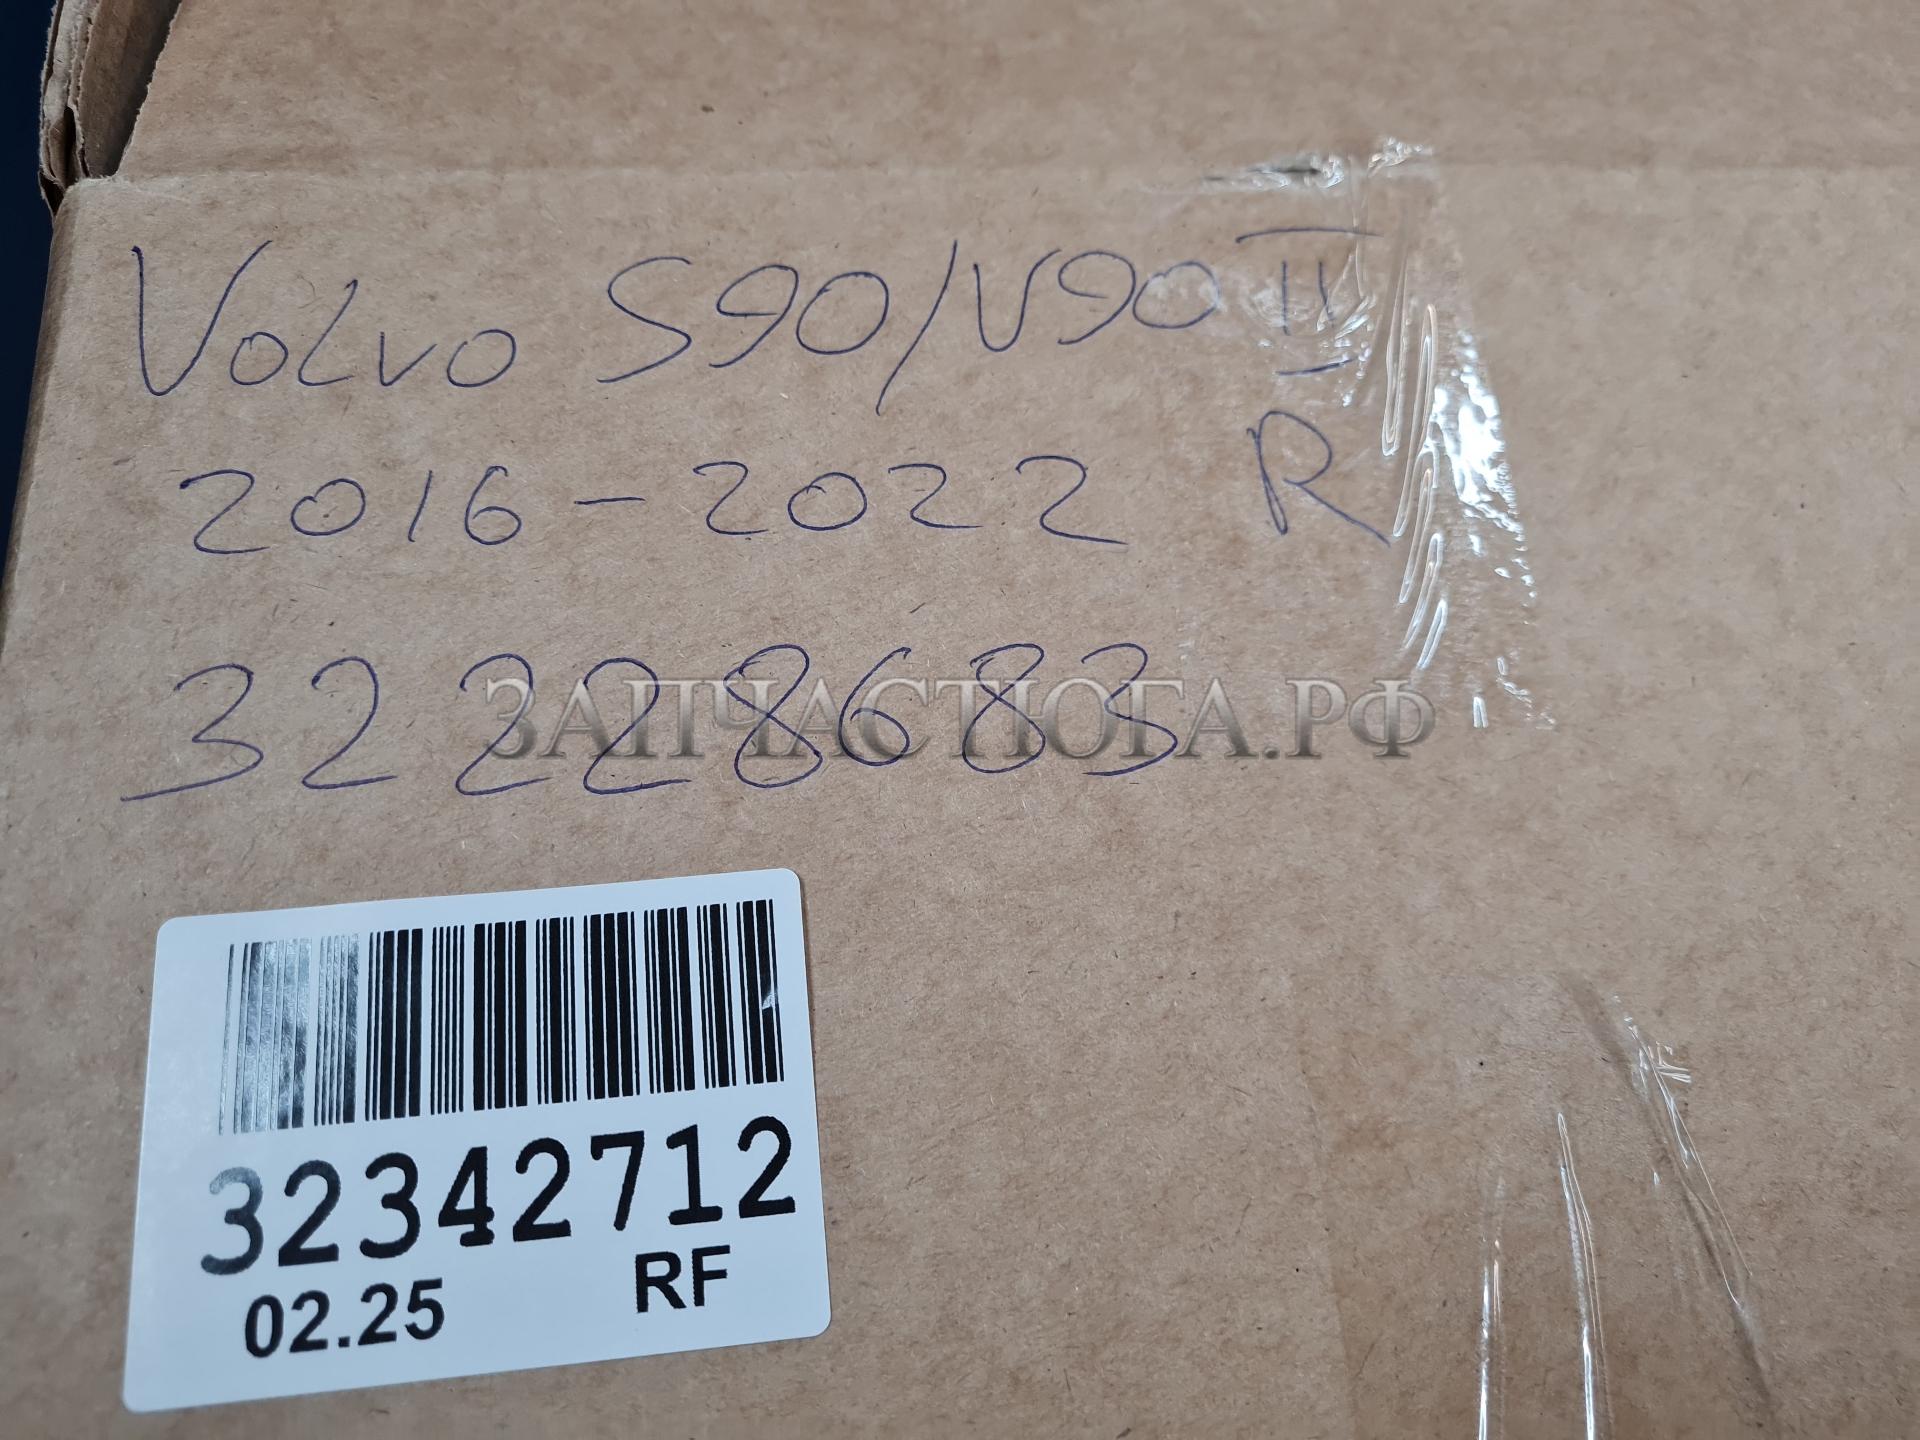 Volvo S90/V90 II
2016-2022 R
32228683
ЗАПЧАСТЮГА.РФ
32342712
02.25 RF